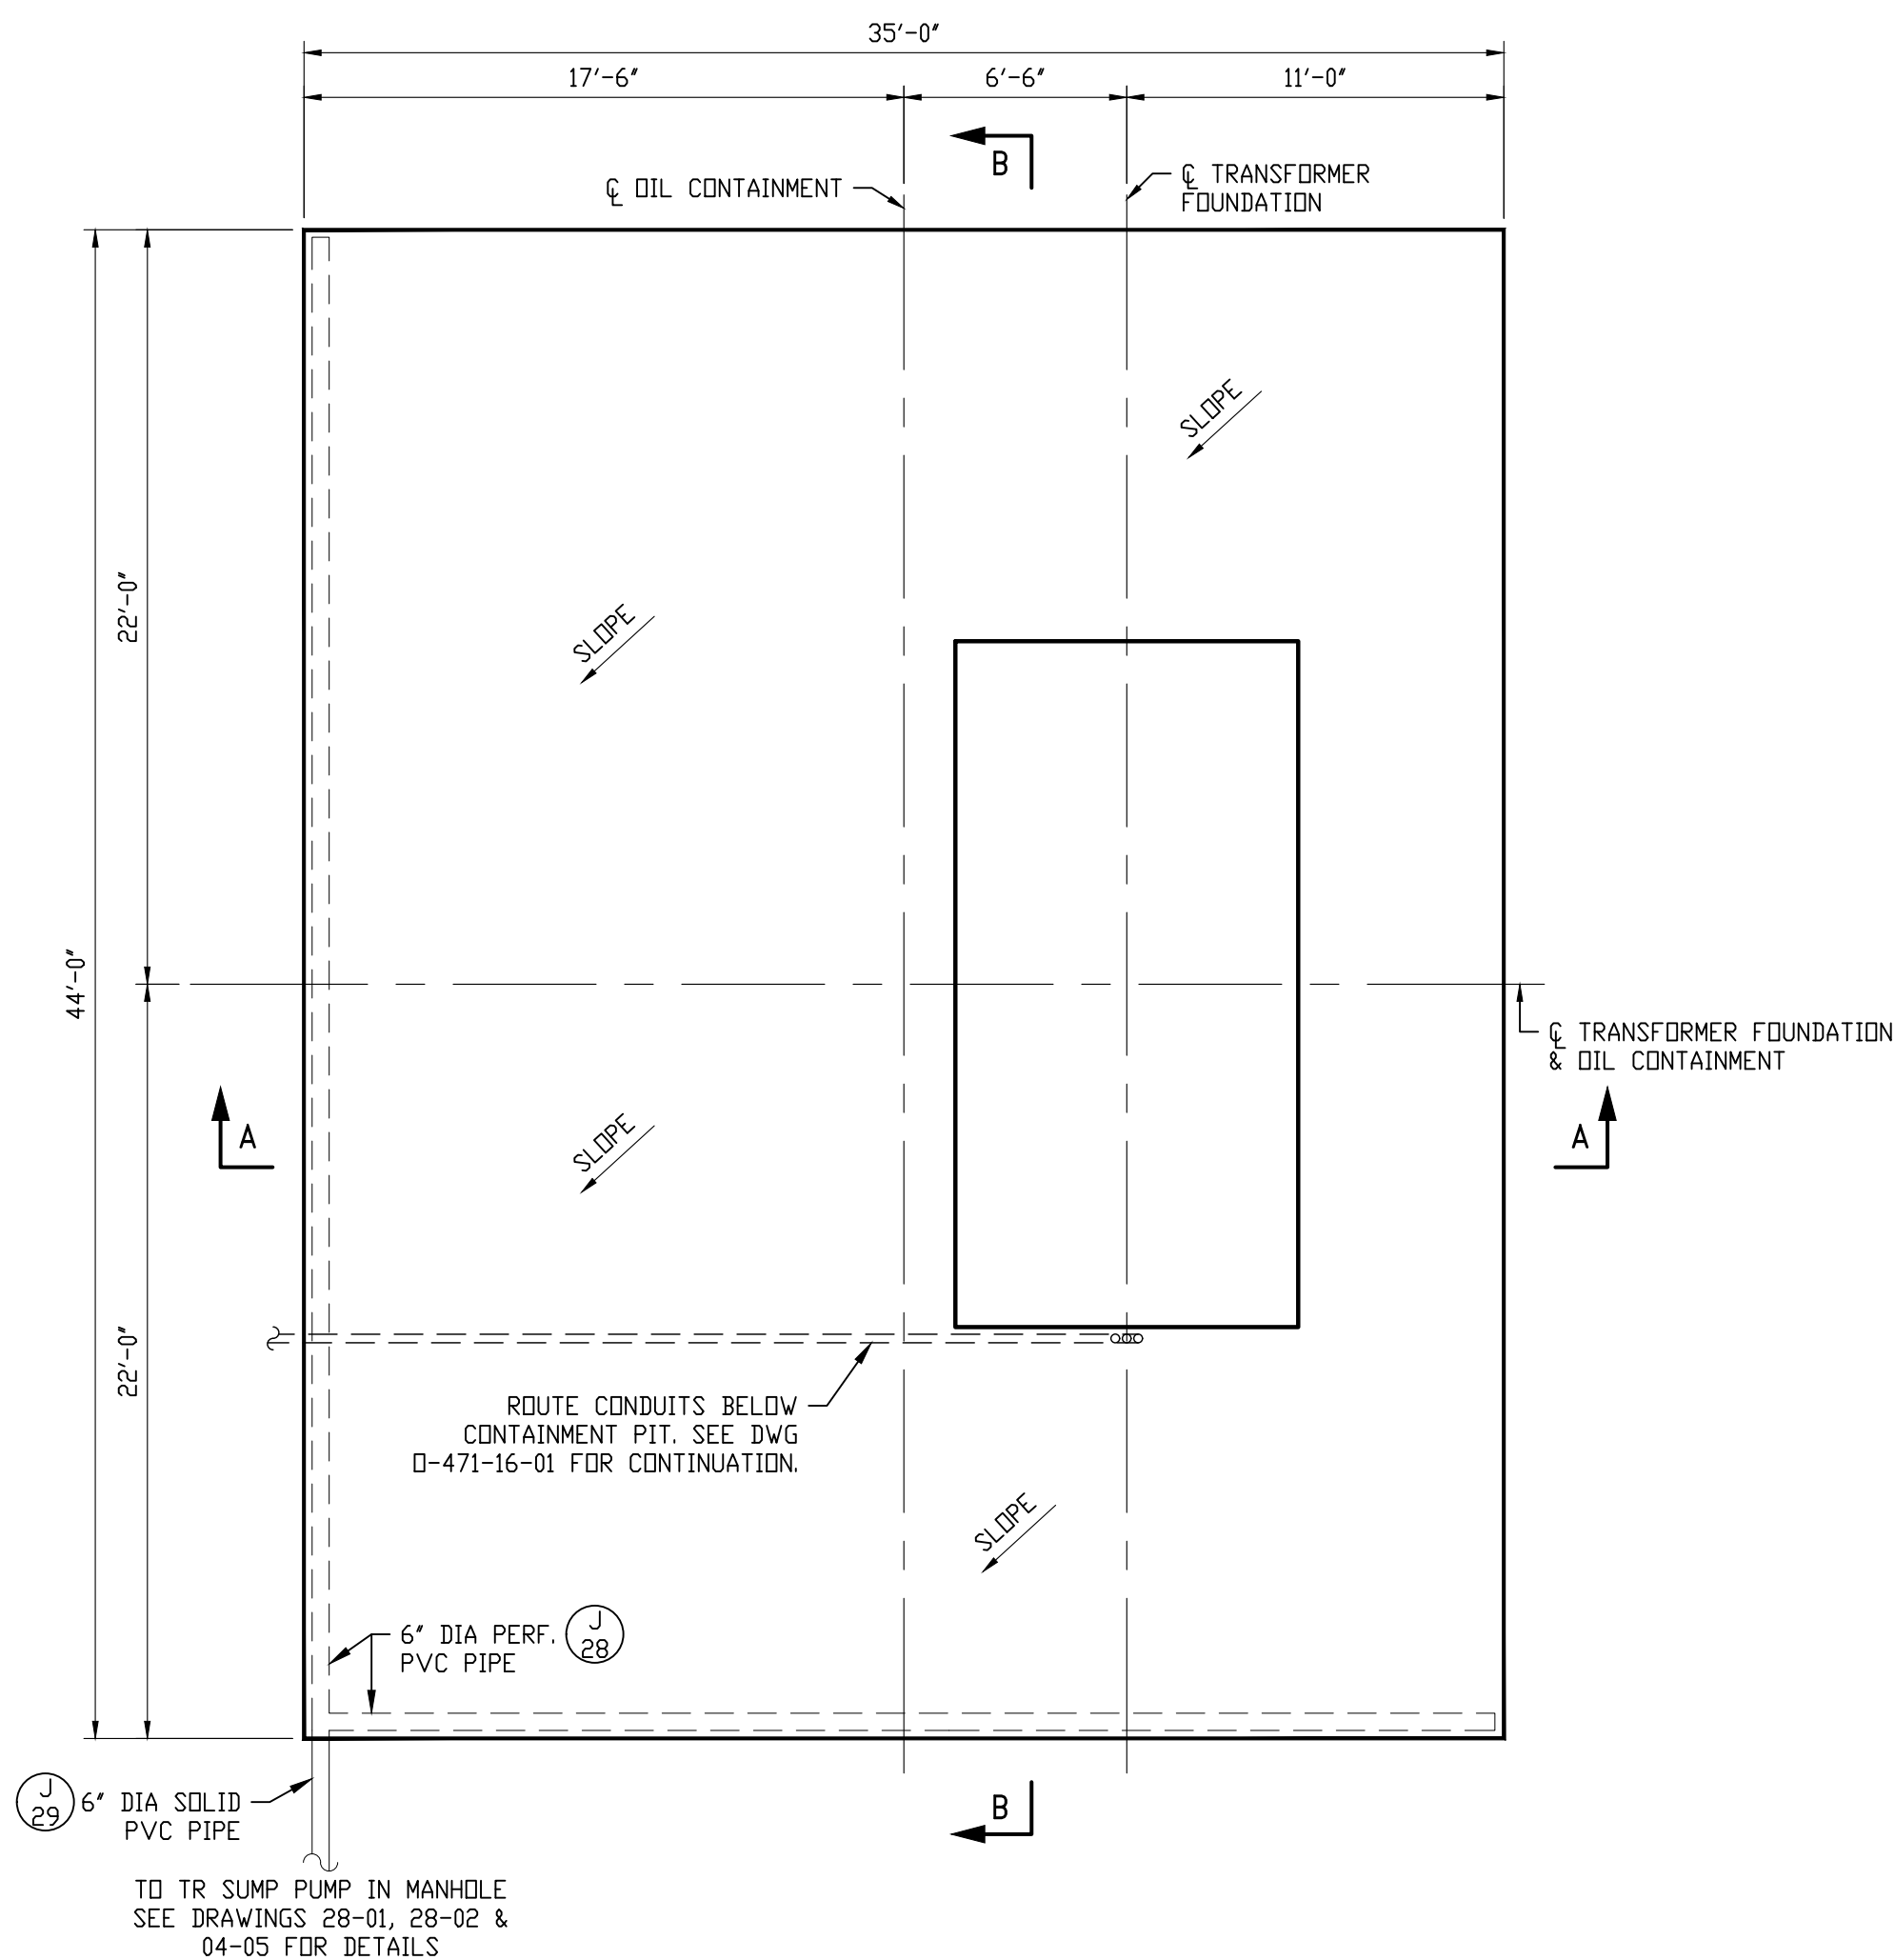 35'-0"
17'-6"
6'-6"
11'-0"
B
℄ OIL CONTAINMENT
℄ TRANSFORMER
FOUNDATION
SLOPE
22'-0"
SLOPE
44'-0"
℄ TRANSFORMER FOUNDATION
& OIL CONTAINMENT
A
A
SLOPE
22'-0"
ROUTE CONDUITS BELOW
CONTAINMENT PIT. SEE DWG
O-471-16-01 FOR CONTINUATION.
SLOPE
6" DIA PERF.
PVC PIPE
J
28
J
29
6" DIA SOLID
PVC PIPE
B
TO TR SUMP PUMP IN MANHOLE
SEE DRAWINGS 28-01, 28-02 &
04-05 FOR DETAILS